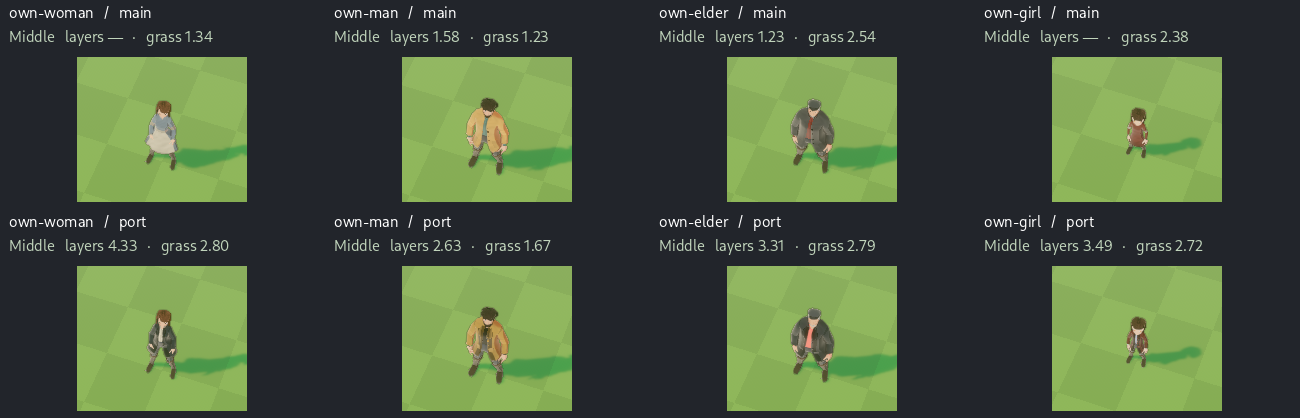 own-woman / main
Middle layers — · grass 1.34
own-man / main
Middle layers 1.58 · grass 1.23
own-elder / main
Middle layers 1.23 · grass 2.54
own-girl / main
Middle layers — · grass 2.38
own-woman / port
Middle layers 4.33 · grass 2.80
own-man / port
Middle layers 2.63 · grass 1.67
own-elder / port
Middle layers 3.31 · grass 2.79
own-girl / port
Middle layers 3.49 · grass 2.72